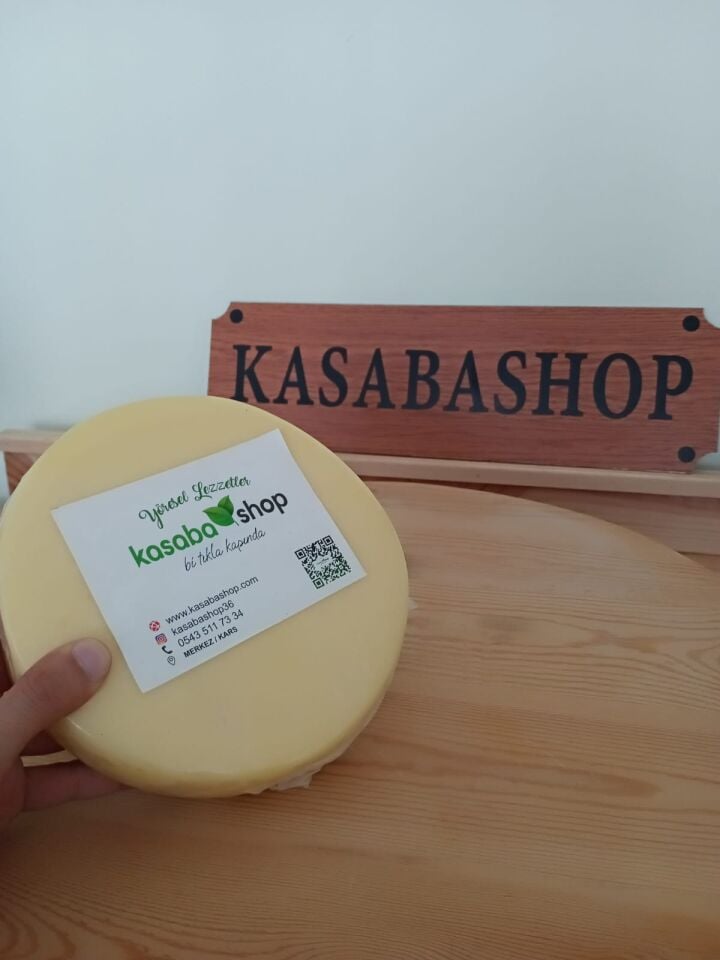 KASABASHOP
Yöresel Lezzetler
kasaba shop
bi tıkla kapında
www.kasabashop.com
kasabashop36
0543 511 73 34
MERKEZ / KARS